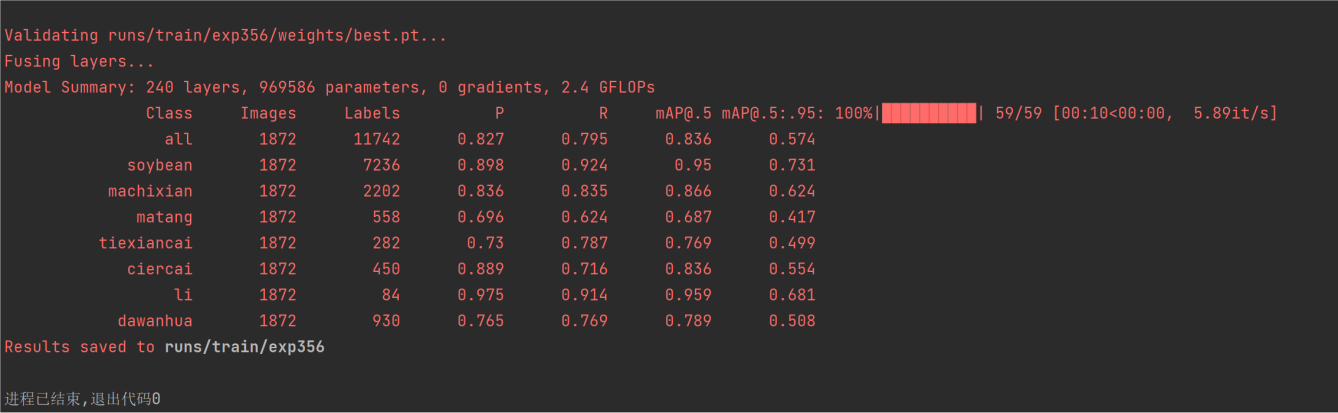 Validating runs/train/exp356/weights/best.pt...
Fusing layers...
Model Summary: 240 layers, 969586 parameters, 0 gradients, 2.4 GFLOPs
Class Images Labels P R mAP@.5 mAP@.5:.95: 100%|██████████| 59/59 [00:10<00:00, 5.89it/s]
all 1872 11742 0.827 0.795 0.836 0.574
soybean 1872 7236 0.898 0.924 0.95 0.731
machixian 1872 2202 0.836 0.835 0.866 0.624
matang 1872 558 0.696 0.624 0.687 0.417
tiexiancai 1872 282 0.73 0.787 0.769 0.499
ciercai 1872 450 0.889 0.716 0.836 0.554
li 1872 84 0.975 0.914 0.959 0.681
dawanhua 1872 930 0.765 0.769 0.789 0.508
Results saved to runs/train/exp356
进程已结束,退出代码0